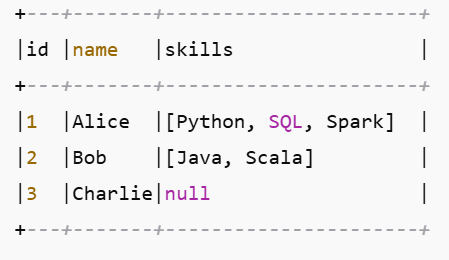 +---+-------+----------------------+
|id |name   |skills                |
+---+-------+----------------------+
|1  |Alice  |[Python, SQL, Spark]  |
|2  |Bob    |[Java, Scala]         |
|3  |Charlie|null                  |
+---+-------+----------------------+